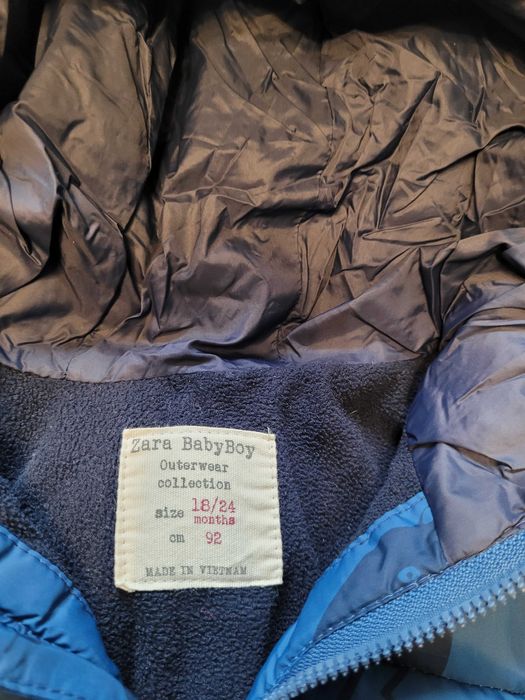 Zara BabyBoy
Outerwear
collection
size 18/24
months
cm 92
MADE IN VIETNAM